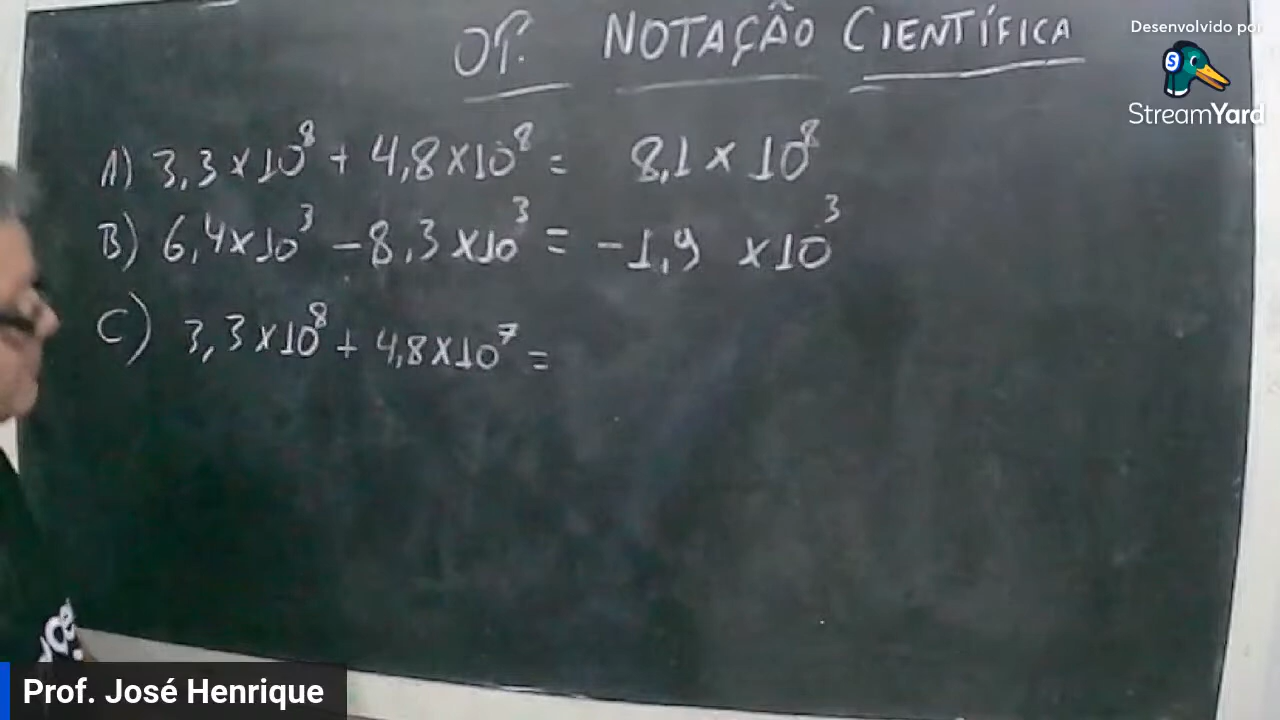 OP. NOTAÇÃO CIENTÍFICA
Desenvolvido por
StreamYard
A) 3,3 x 10⁸ + 4,8 x 10⁸ = 8,1 x 10⁸
B) 6,4 x 10³ - 8,3 x 10³ = -1,9 x 10³
C) 3,3 x 10⁸ + 4,8 x 10⁷ =
Prof. José Henrique